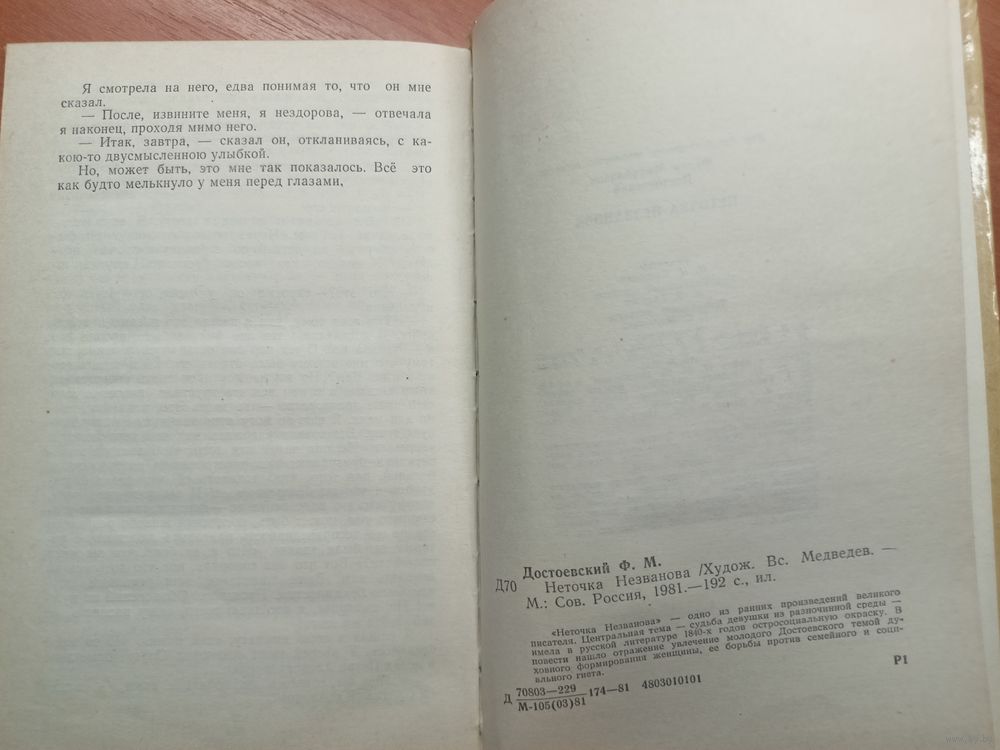 Я смотрела на него, едва понимая то, что он мне
сказал.
— После, извините меня, я нездорова, — отвечала
я наконец, проходя мимо него.
— Итак, завтра, — сказал он, откланиваясь, с ка-
кою-то двусмысленною улыбкой.
Но, может быть, это мне так показалось. Всё это
как будто мелькнуло у меня перед глазами,
Достоевский Ф. М.
Д70 Неточка Незванова /Худож. Вс. Медведев. —
М.: Сов. Россия, 1981.—192 с., ил.
«Неточка Незванова» — одно из ранних произведений великого
писателя. Центральная тема — судьба девушки из разночинной среды —
имела в русской литературе 1840-х годов остросоциальную окраску. В
повести нашло отражение увлечение молодого Достоевского темой ду-
ховного формирования женщины, ее борьбы против семейного и соци-
ального гнета.
Д 70803—229 174—81 4803010101
М-105(03)81
Р1